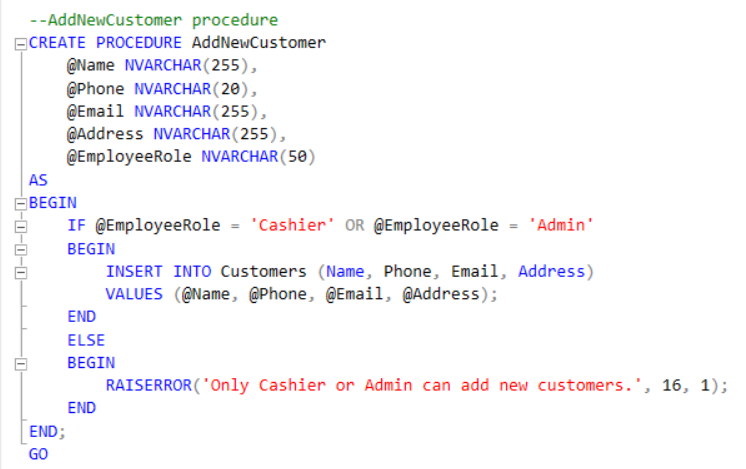 --AddNewCustomer procedure
CREATE PROCEDURE AddNewCustomer
@Name NVARCHAR(255),
@Phone NVARCHAR(20),
@Email NVARCHAR(255),
@Address NVARCHAR(255),
@EmployeeRole NVARCHAR(50)
AS
BEGIN
IF @EmployeeRole = 'Cashier' OR @EmployeeRole = 'Admin'
BEGIN
INSERT INTO Customers (Name, Phone, Email, Address)
VALUES (@Name, @Phone, @Email, @Address);
END
ELSE
BEGIN
RAISERROR('Only Cashier or Admin can add new customers.', 16, 1);
END
END;
GO